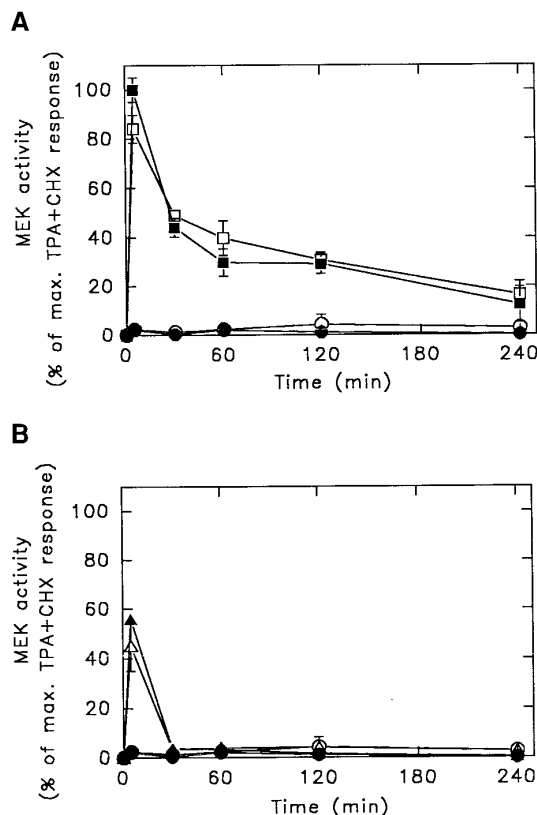 A
MEK activity
(% of max. TPA+CHX response)
100
80
60
40
20
0
0 60 120 180 240
Time (min)
B
MEK activity
(% of max. TPA+CHX response)
100
80
60
40
20
0
0 60 120 180 240
Time (min)